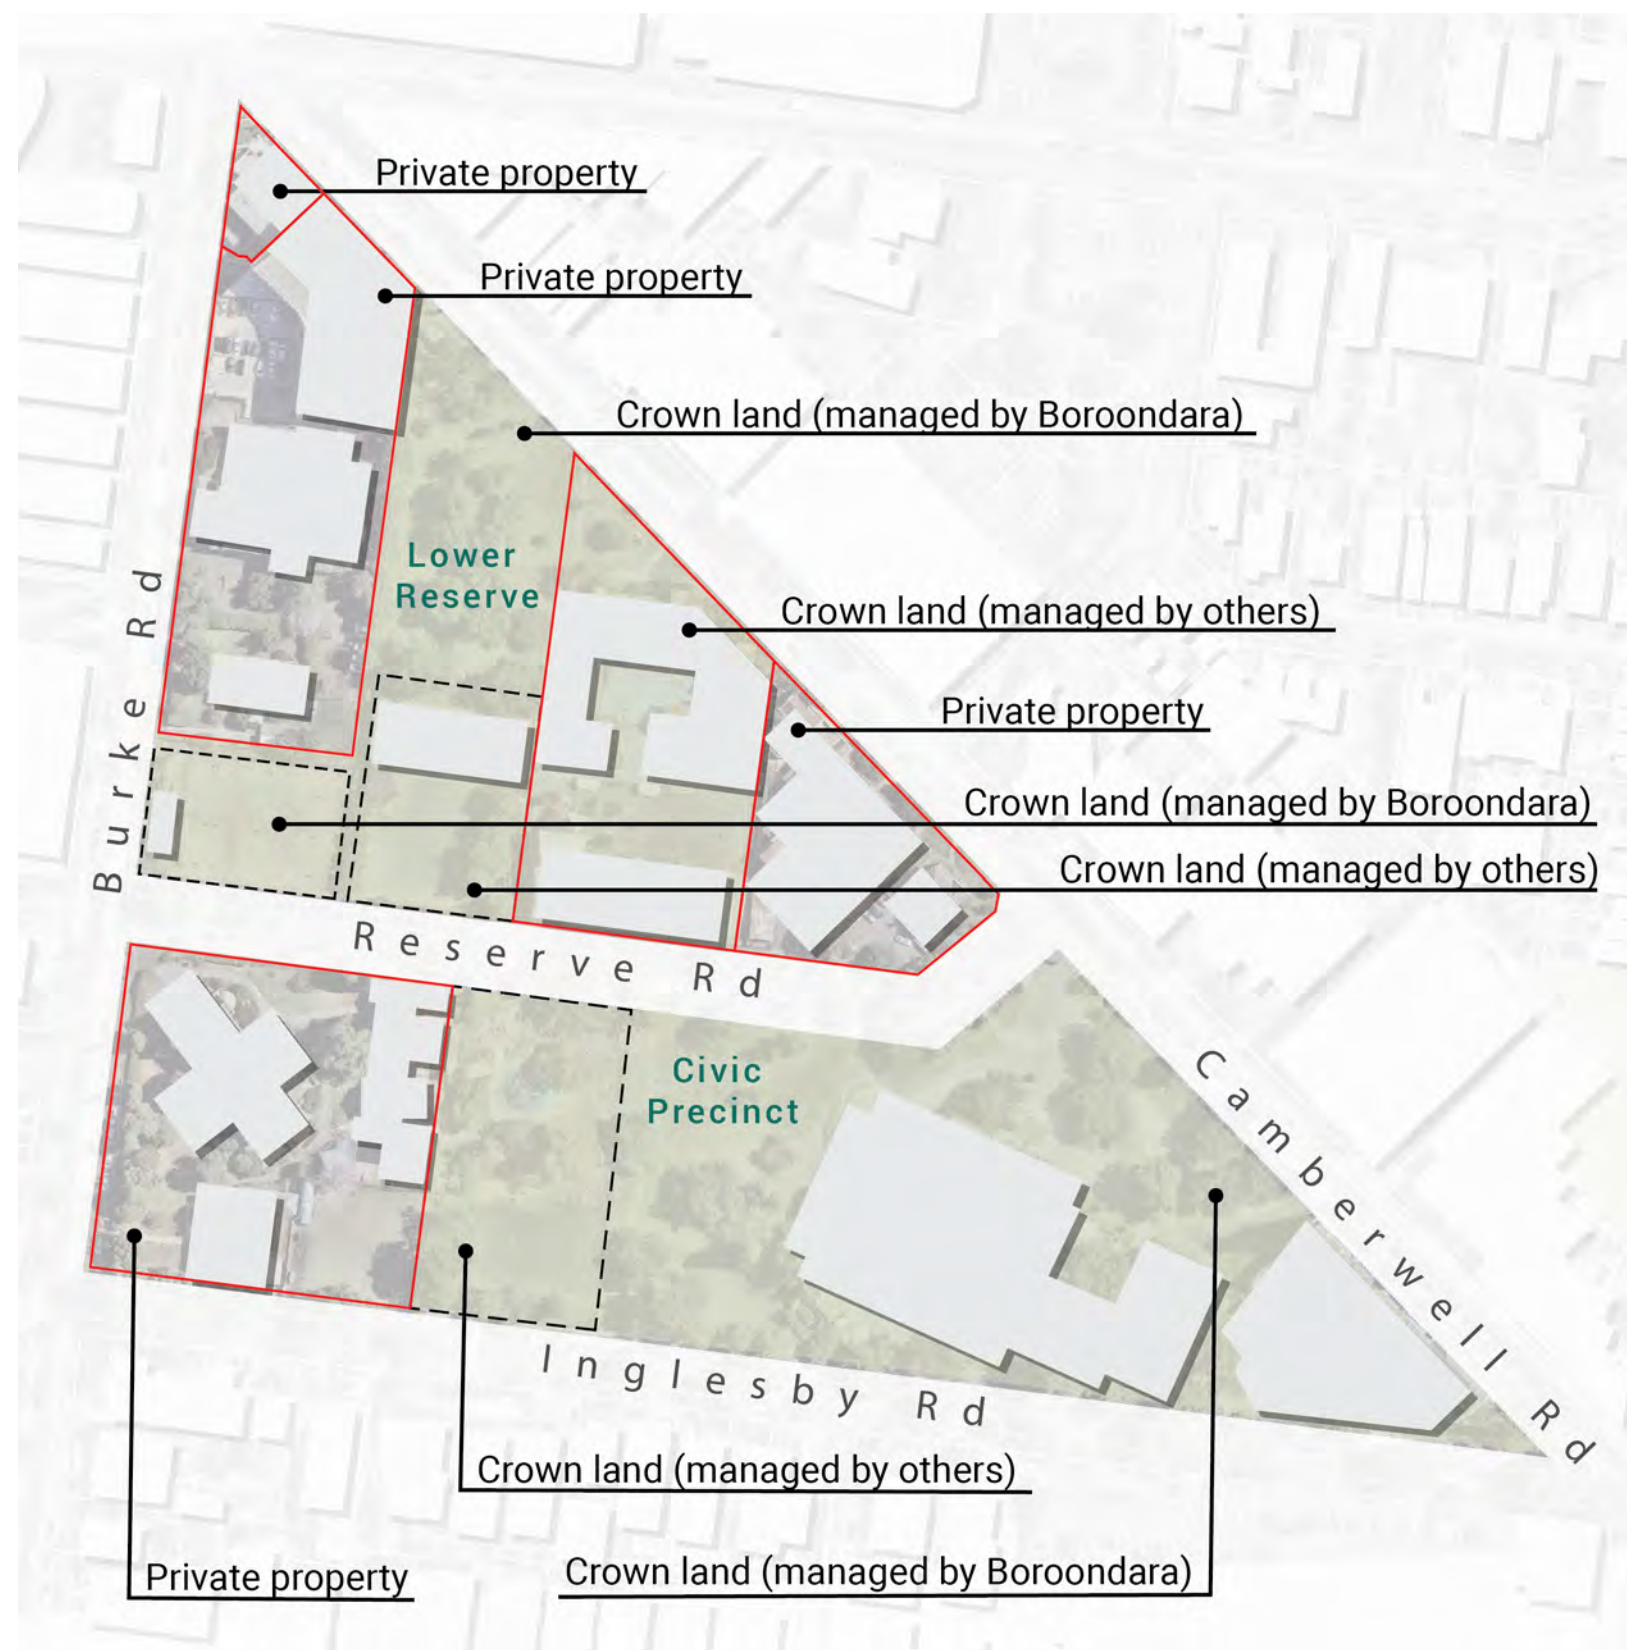 Private property
Private property
Crown land (managed by Boroondara)
Lower
Reserve
Crown land (managed by others)
Private property
Burke Rd
Crown land (managed by Boroondara)
Crown land (managed by others)
Reserve Rd
Civic
Precinct
Camberwell Rd
Inglesby Rd
Crown land (managed by others)
Crown land (managed by Boroondara)
Private property